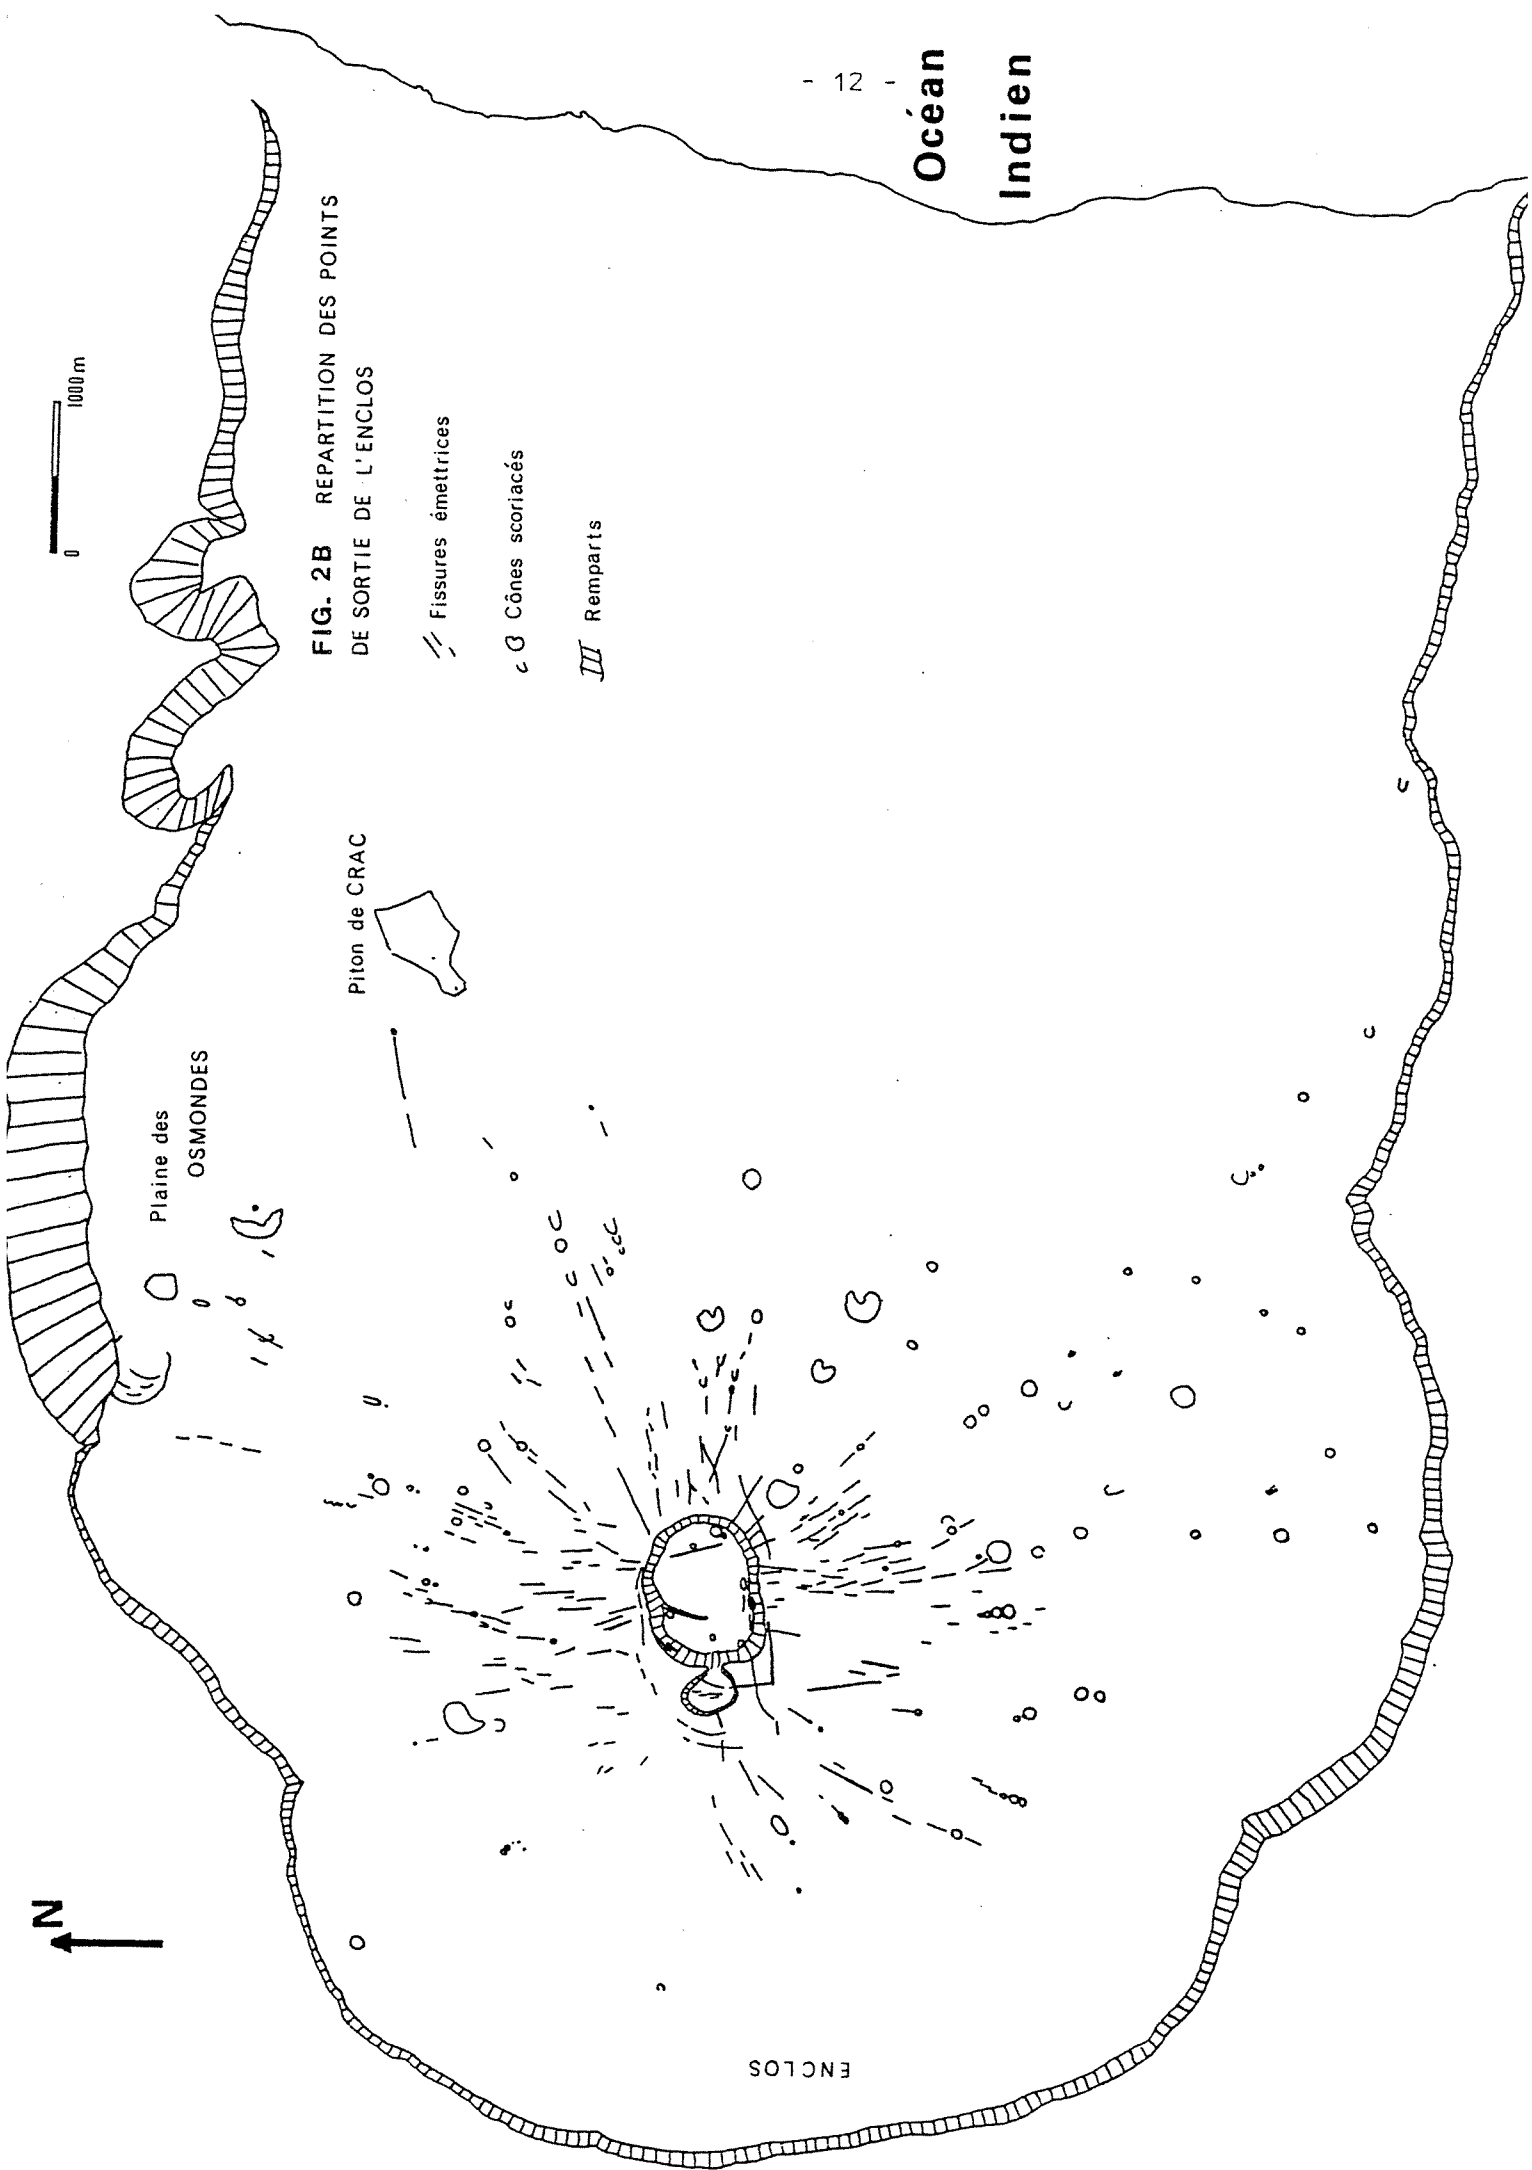 - 12 -
N
0 1000m
FIG. 2B REPARTITION DES POINTS
DE SORTIE DE L'ENCLOS
Fissures émettrices
Cônes scoriacés
Remparts
Plaine des
OSMONDES
Piton de CRAC
ENCLOS
Océan
Indien